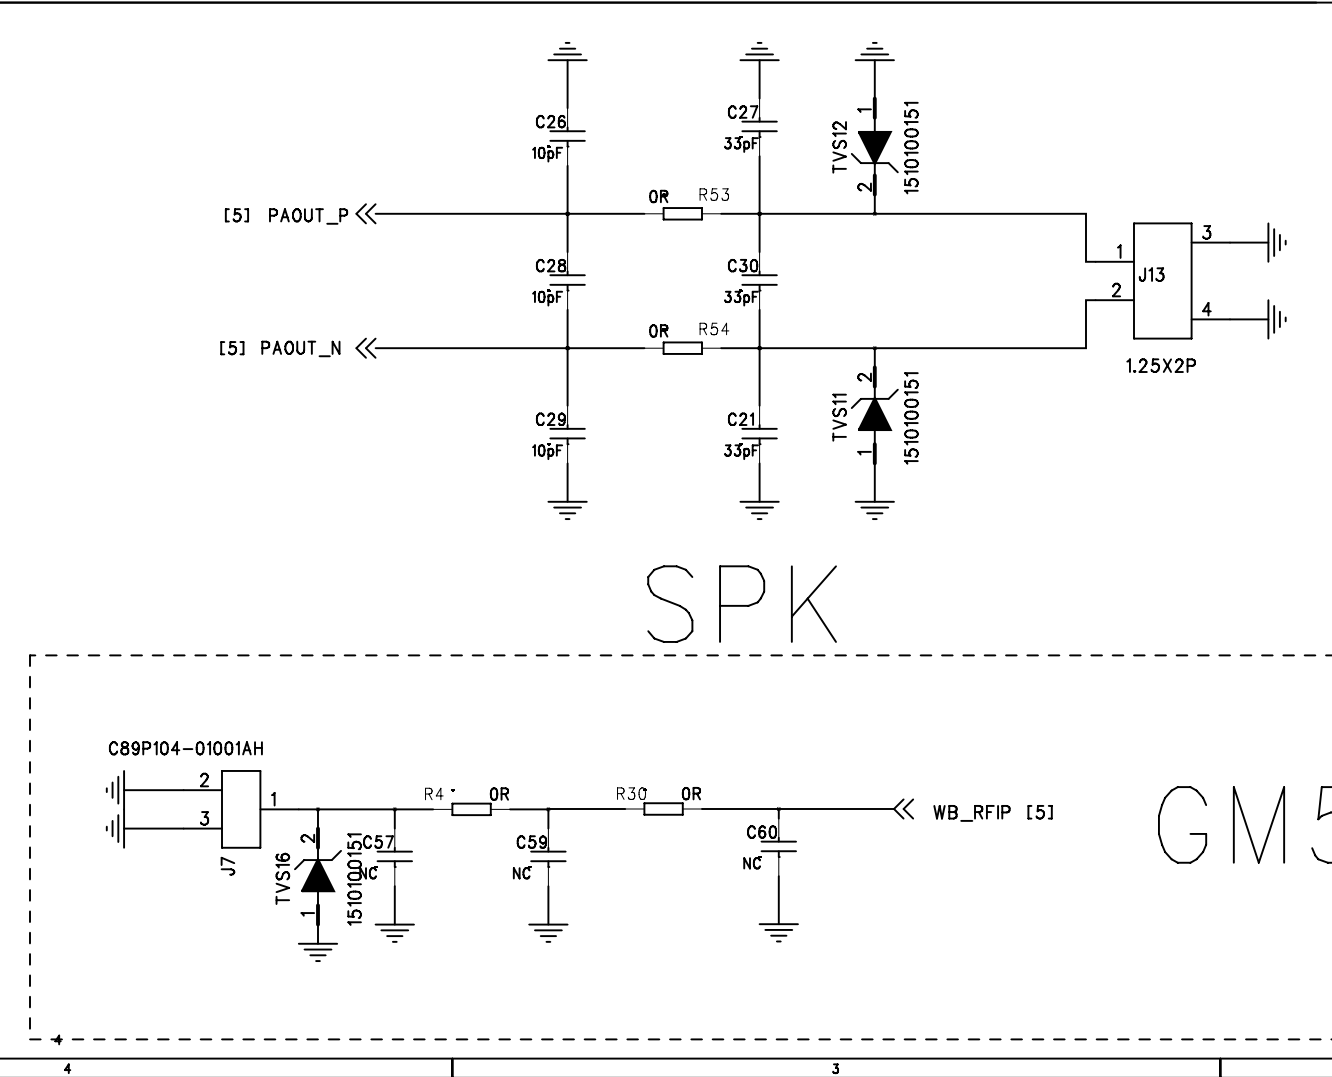 C26
10pF
C27
33pF
1
TVS12
2
1510100151
[5] PAOUT_P
0R R53
C28
10pF
C30
33pF
1
2
J13
3
4
1.25X2P
[5] PAOUT_N
0R R54
C29
10pF
C21
33pF
2
TVS11
1
1510100151
SPK
C89P104-01001AH
2
3
J7
1
2
TVS16
1
1510100151
C57
NC
R4 0R
C59
NC
R30 0R
C60
NC
WB_RFIP [5]
GM5
4
4
3